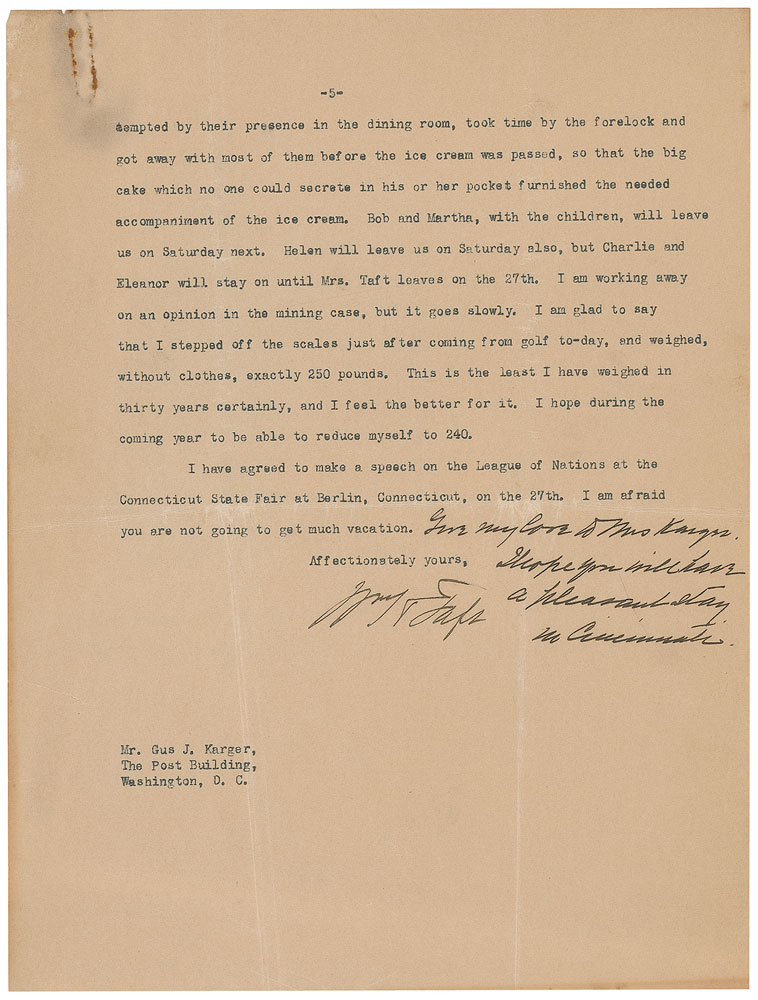 -5-
tempted by their presence in the dining room, took time by the forelock and
got away with most of them before the ice cream was passed, so that the big
cake which no one could secrete in his or her pocket furnished the needed
accompaniment of the ice cream. Bob and Martha, with the children, will leave
us on Saturday next. Helen will leave us on Saturday also, but Charlie and
Eleanor will stay on until Mrs. Taft leaves on the 27th. I am working away
on an opinion in the mining case, but it goes slowly. I am glad to say
that I stepped off the scales just after coming from golf to-day, and weighed,
without clothes, exactly 250 pounds. This is the least I have weighed in
thirty years certainly, and I feel the better for it. I hope during the
coming year to be able to reduce myself to 240.
I have agreed to make a speech on the League of Nations at the
Connecticut State Fair at Berlin, Connecticut, on the 27th. I am afraid
you are not going to get much vacation. Give my love to Mrs Karger.
Affectionately yours, I hope you will have
a pleasant stay
in Cincinnati.
Wm H Taft
Mr. Gus J. Karger,
The Post Building,
Washington, D. C.